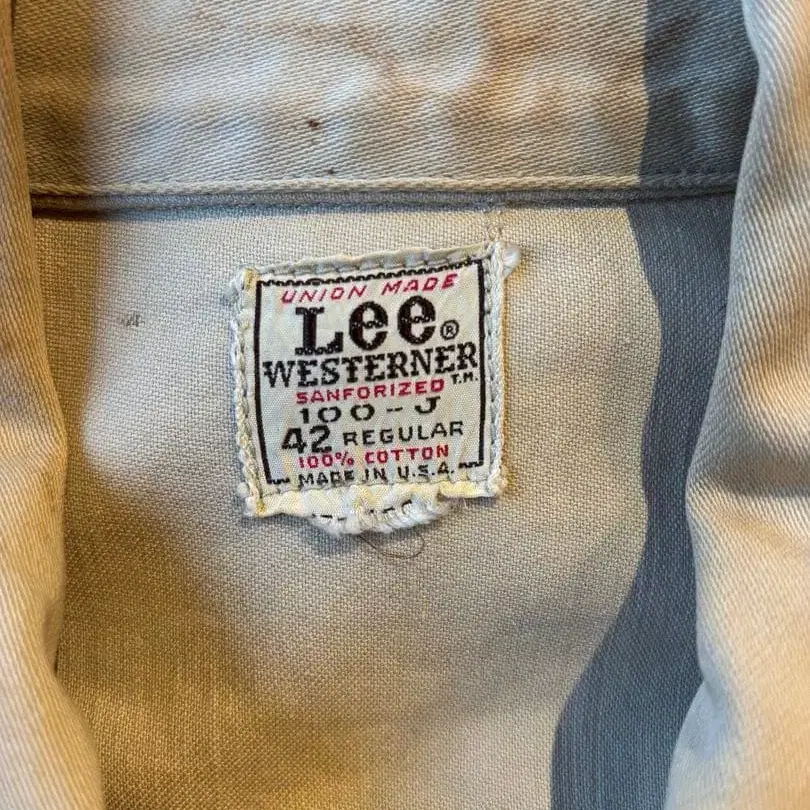 UNION MADE
Lee®
WESTERNER T.M.
SANFORIZED
100-J
42 REGULAR
100% COTTON
MADE IN U.S.A.